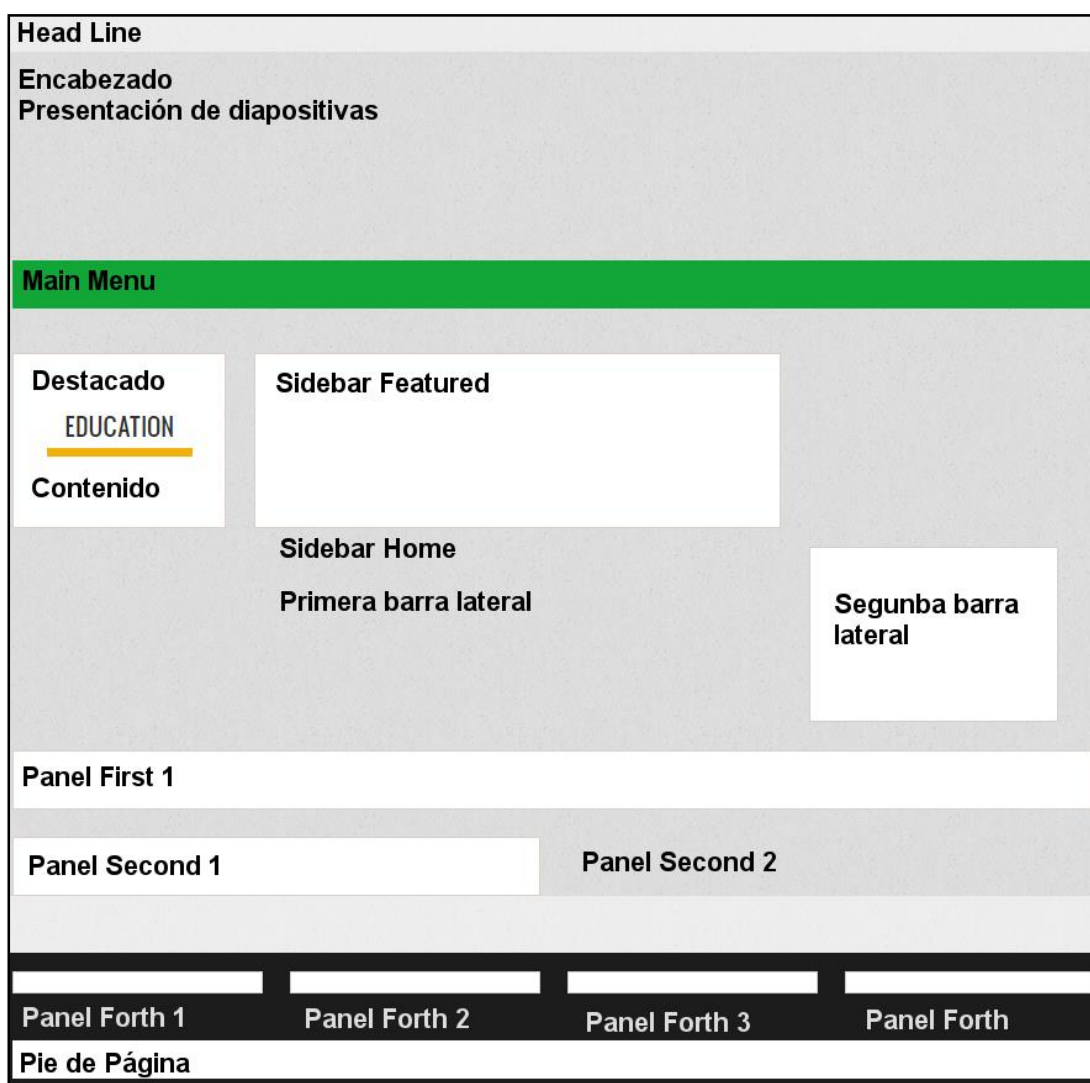 Head Line
Encabezado
Presentación de diapositivas
Main Menu
Destacado
EDUCATION
Contenido
Sidebar Featured
Sidebar Home
Primera barra lateral
Segunba barra
lateral
Panel First 1
Panel Second 1
Panel Second 2
Panel Forth 1
Panel Forth 2
Panel Forth 3
Panel Forth
Pie de Página